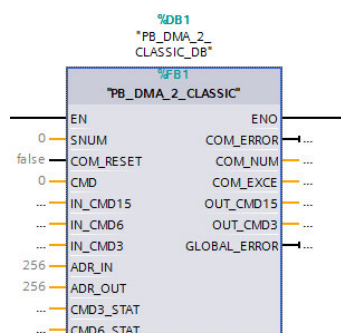 %DB1
"PB_DMA_2_
CLASSIC_DB"
%FB1
"PB_DMA_2_CLASSIC"
EN ENO
0 SNUM COM_ERROR ...
false COM_RESET COM_NUM ...
0 CMD COM_EXCE ...
... IN_CMD15 OUT_CMD15 ...
... IN_CMD6 OUT_CMD3 ...
... IN_CMD3 GLOBAL_ERROR ...
256 ADR_IN
256 ADR_OUT
... CMD3_STAT
... CMD6_STAT